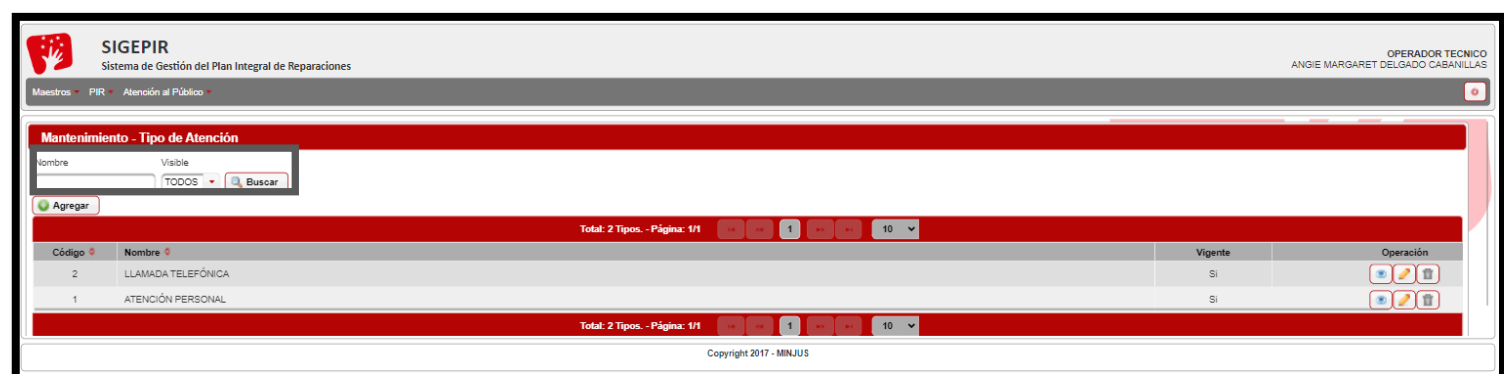 SIGEPIR
Sistema de Gestión del Plan Integral de Reparaciones
OPERADOR TECNICO
ANGIE MARGARET DELGADO CABANILLAS
Maestros PIR Atención al Público
Mantenimiento - Tipo de Atención
Nombre Visible
TODOS Buscar
Agregar
Total: 2 Tipos. - Página: 1/1 1 10
Código Nombre Vigente Operación
2 LLAMADA TELEFÓNICA Si
1 ATENCIÓN PERSONAL Si
Total: 2 Tipos. - Página: 1/1 1 10
Copyright 2017 - MINJUS